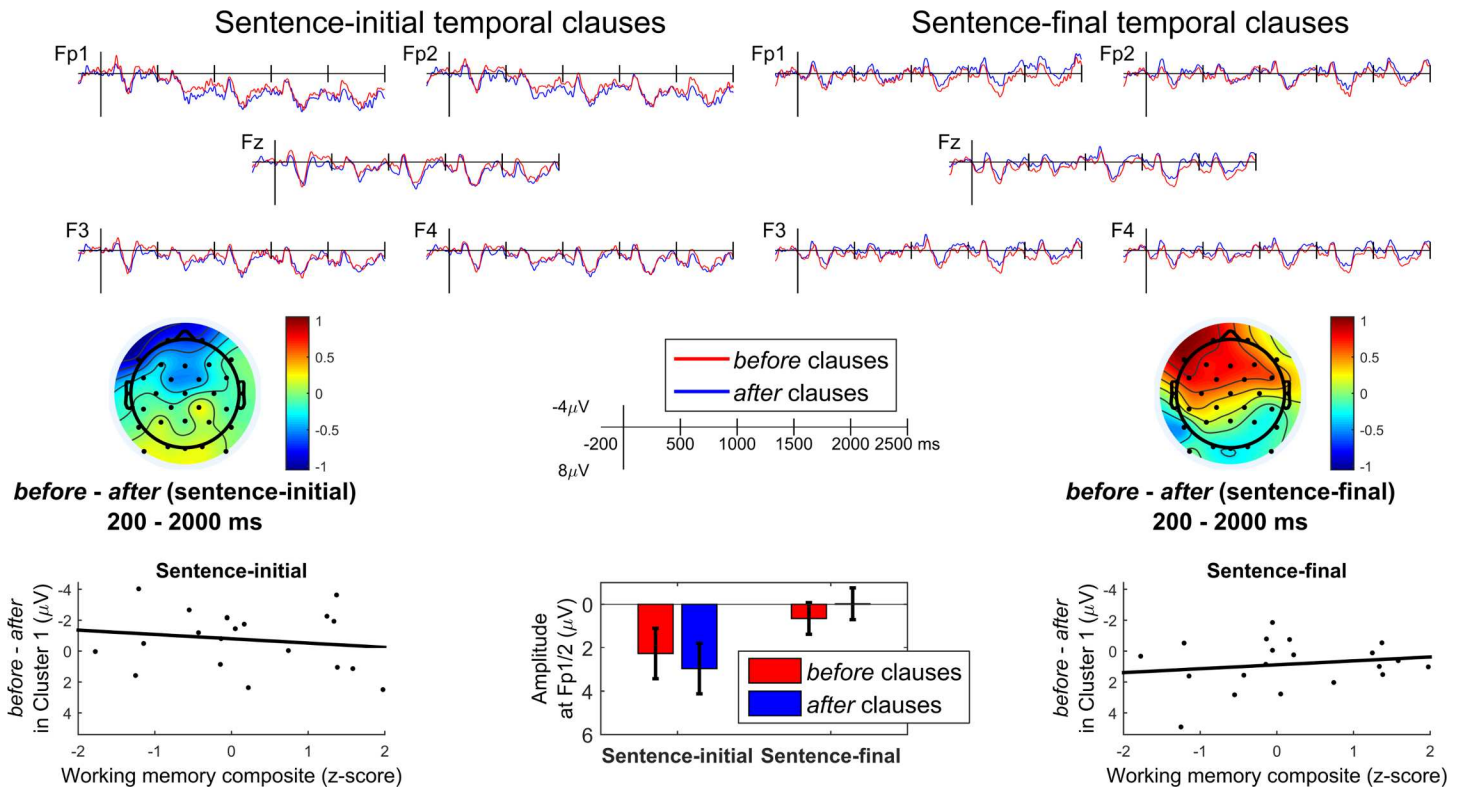 Sentence-initial temporal clauses
Sentence-final temporal clauses
Fp1
Fp2
Fp1
Fp2
Fz
Fz
F3
F4
F3
F4
1
0.5
0
-0.5
-1
before clauses
after clauses
-4μV
-200
500
1000
1500
2000
2500
ms
8μV
1
0.5
0
-0.5
-1
before - after (sentence-initial)
200 - 2000 ms
before - after (sentence-final)
200 - 2000 ms
Sentence-initial
before - after
in Cluster 1 (μV)
-4
-2
0
2
4
-2
-1
0
1
2
Working memory composite (z-score)
Amplitude
at Fp1/2 (μV)
0
2
4
6
before clauses
after clauses
Sentence-initial
Sentence-final
Sentence-final
before - after
in Cluster 1 (μV)
-4
-2
0
2
4
-2
-1
0
1
2
Working memory composite (z-score)